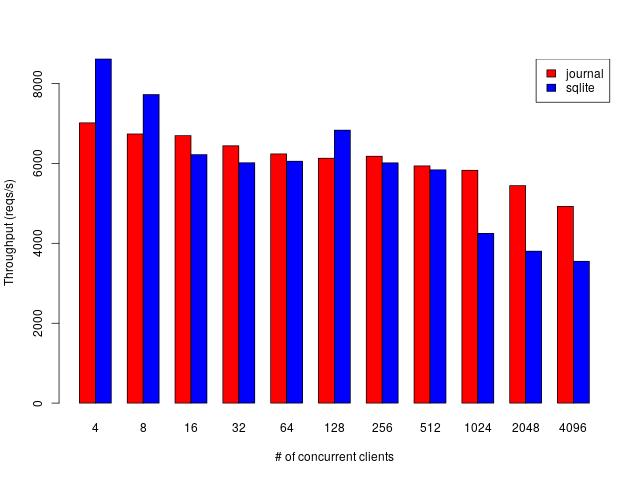 journal
sqlite
Throughput (reqs/s)
8000
6000
4000
2000
0
4 8 16 32 64 128 256 512 1024 2048 4096
# of concurrent clients